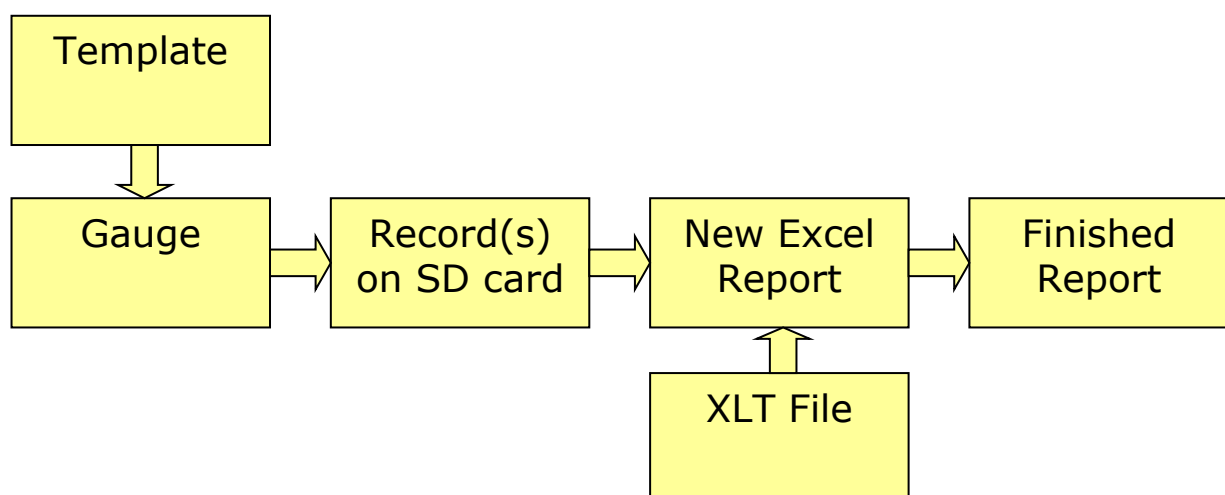 Template
Gauge
Record(s)
on SD card
New Excel
Report
Finished
Report
XLT File